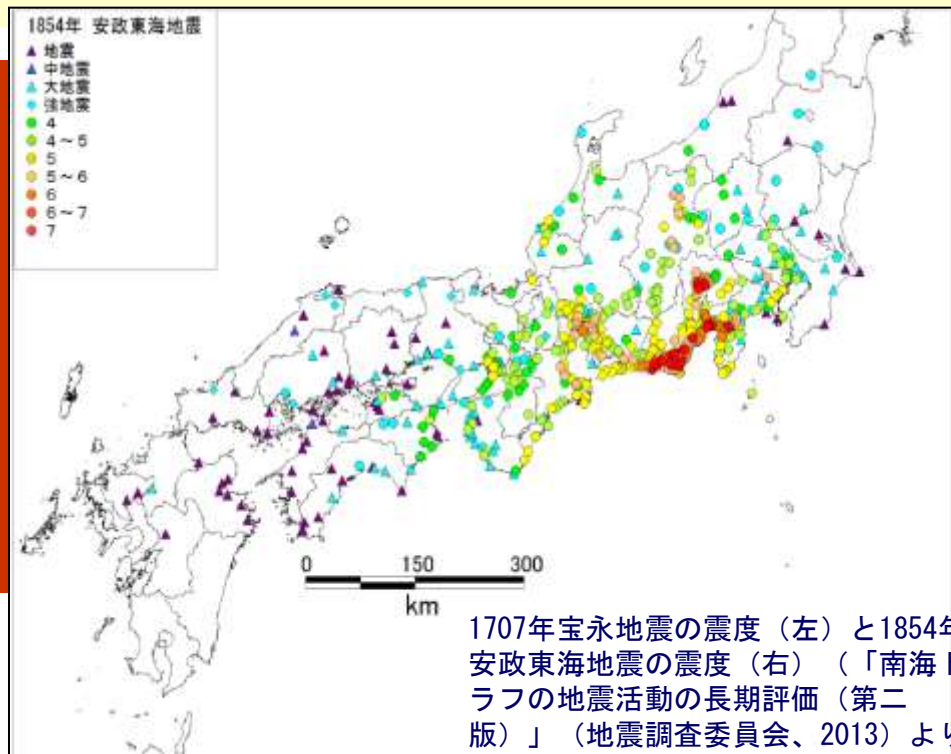 1854年 安政東海地震
地震
中地震
大地震
強地震
4
4～5
5
5～6
6
6～7
7
0 150 300
km
1707年宝永地震の震度（左）と1854年
安政東海地震の震度（右）（「南海ト
ラフの地震活動の長期評価（第二
版）」（地震調査委員会、2013）より